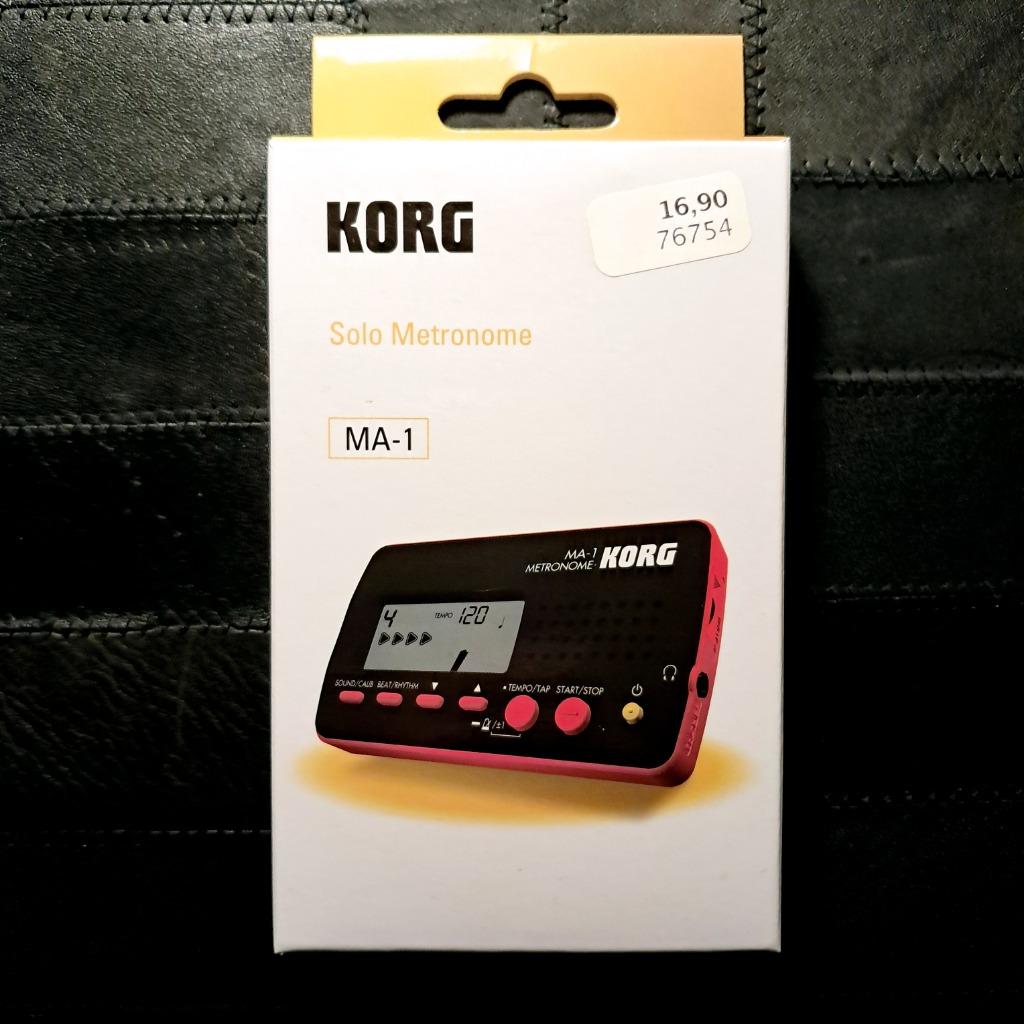 KORG
16,90
76754
Solo Metronome
MA-1
MA-1
METRONOME
KORG
4
TEMPO 120
SOUND/CALIB BEAT/RHYTHM
TEMPO/TAP START/STOP
/±1